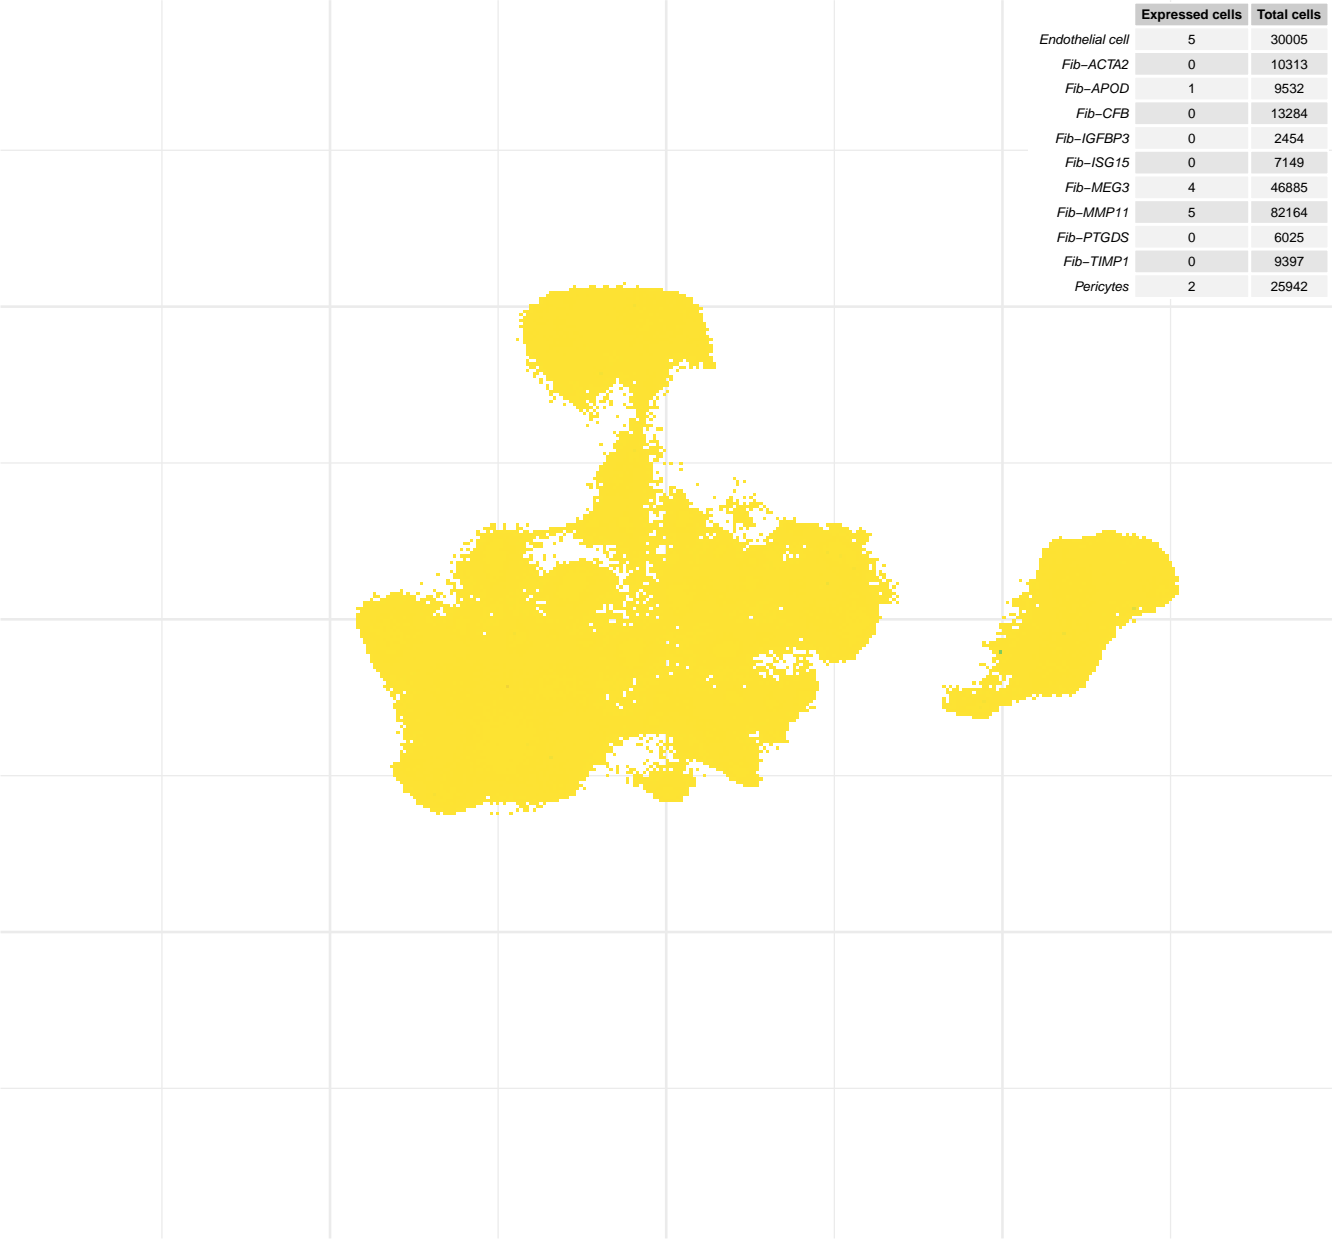 Expressed cells Total cells
Endothelial cell 5 30005
Fib−ACTA2 0 10313
Fib−APOD 1 9532
Fib−CFB 0 13284
Fib−IGFBP3 0 2454
Fib−ISG15 0 7149
Fib−MEG3 4 46885
Fib−MMP11 5 82164
Fib−PTGDS 0 6025
Fib−TIMP1 0 9397
Pericytes 2 25942